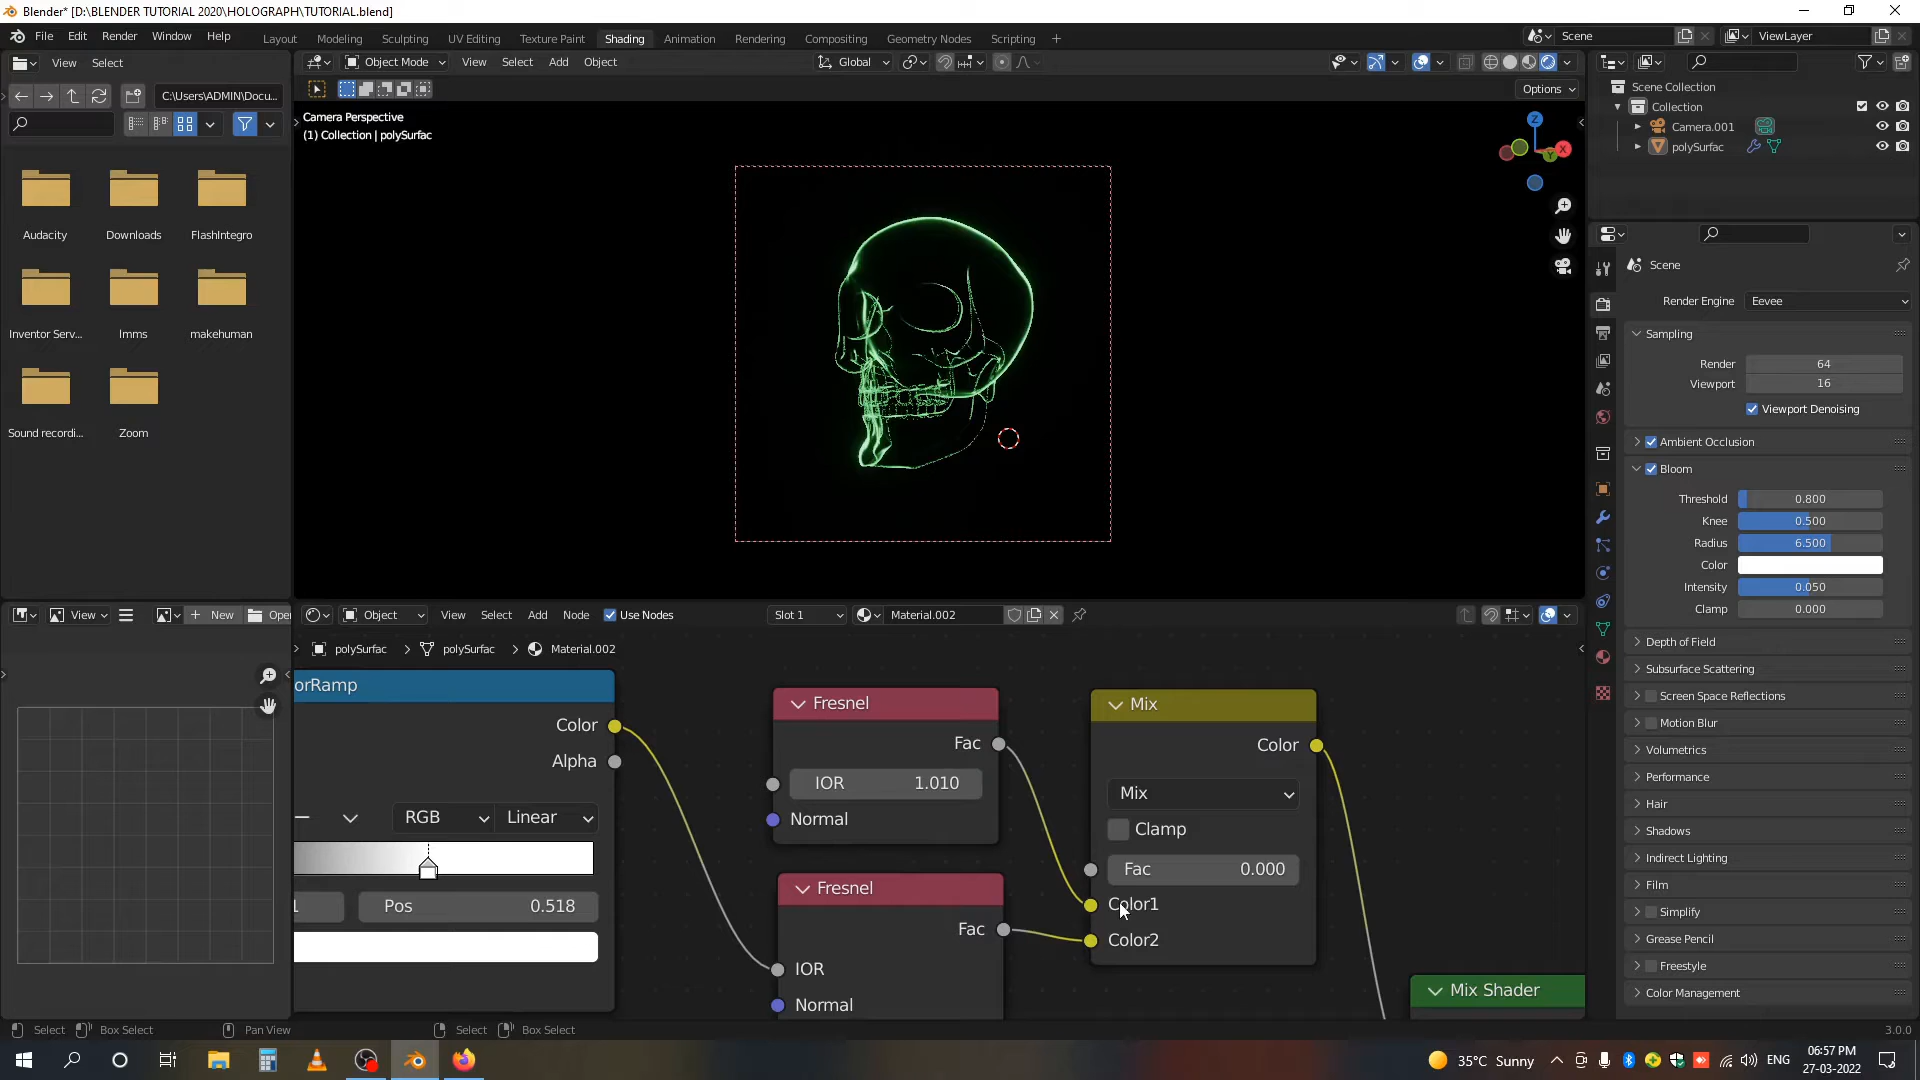 Blender* [D:\BLENDER TUTORIAL 2020\HOLOGRAPH\TUTORIAL.blend]
File Edit Render Window Help
Layout Modeling Sculpting UV Editing Texture Paint Shading Animation Rendering Compositing Geometry Nodes Scripting +
Scene ViewLayer
View Select
Object Mode View Select Add Object Global
C:\Users\ADMIN\Docu...
Options
Camera Perspective
(1) Collection | polySurfac
Z
X
Y
Scene Collection
Collection
Camera.001
polySurfac
Audacity Downloads FlashIntegro
Inventor Serv... lmms makehuman
Sound recordi... Zoom
Scene
Render Engine Eevee
Sampling
Render 64
Viewport 16
Viewport Denoising
Ambient Occlusion
Bloom
Threshold 0.800
Knee 0.500
Radius 6.500
Color
Intensity 0.050
Clamp 0.000
Depth of Field
Subsurface Scattering
Screen Space Reflections
Motion Blur
Volumetrics
Performance
Hair
Shadows
Indirect Lighting
Film
Simplify
Grease Pencil
Freestyle
Color Management
View New Ope
Object View Select Add Node Use Nodes Slot 1 Material.002
polySurfac > polySurfac > Material.002
orRamp
Color
Alpha
RGB Linear
1 Pos 0.518
Fresnel
Fac
IOR 1.010
Normal
Fresnel
Fac
IOR
Normal
Mix
Color
Mix
Clamp
Fac 0.000
Color1
Color2
Mix Shader
Select Box Select Pan View Select Box Select 3.0.0
35°C Sunny ENG 06:57 PM
27-03-2022